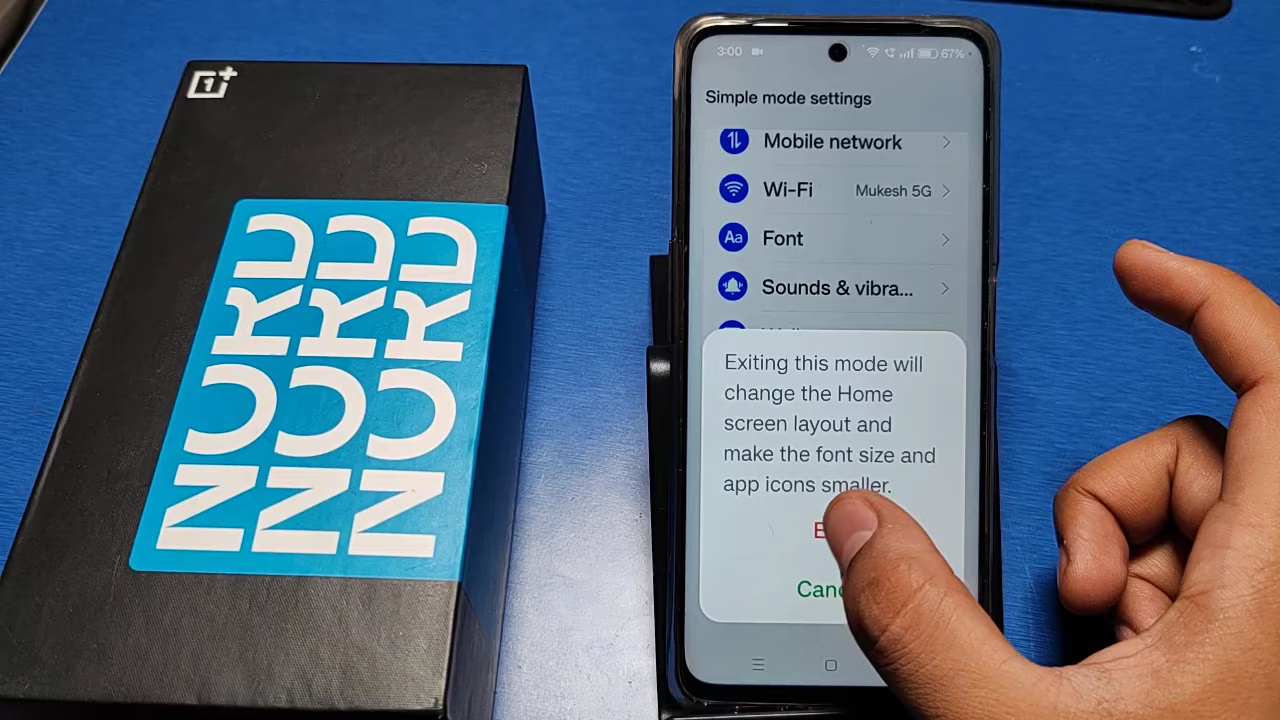 NORD
NORD
NORD
3:00
67%
Simple mode settings
Mobile network
Wi-Fi
Mukesh 5G
Aa
Font
Sounds & vibra...
Exiting this mode will
change the Home
screen layout and
make the font size and
app icons smaller.